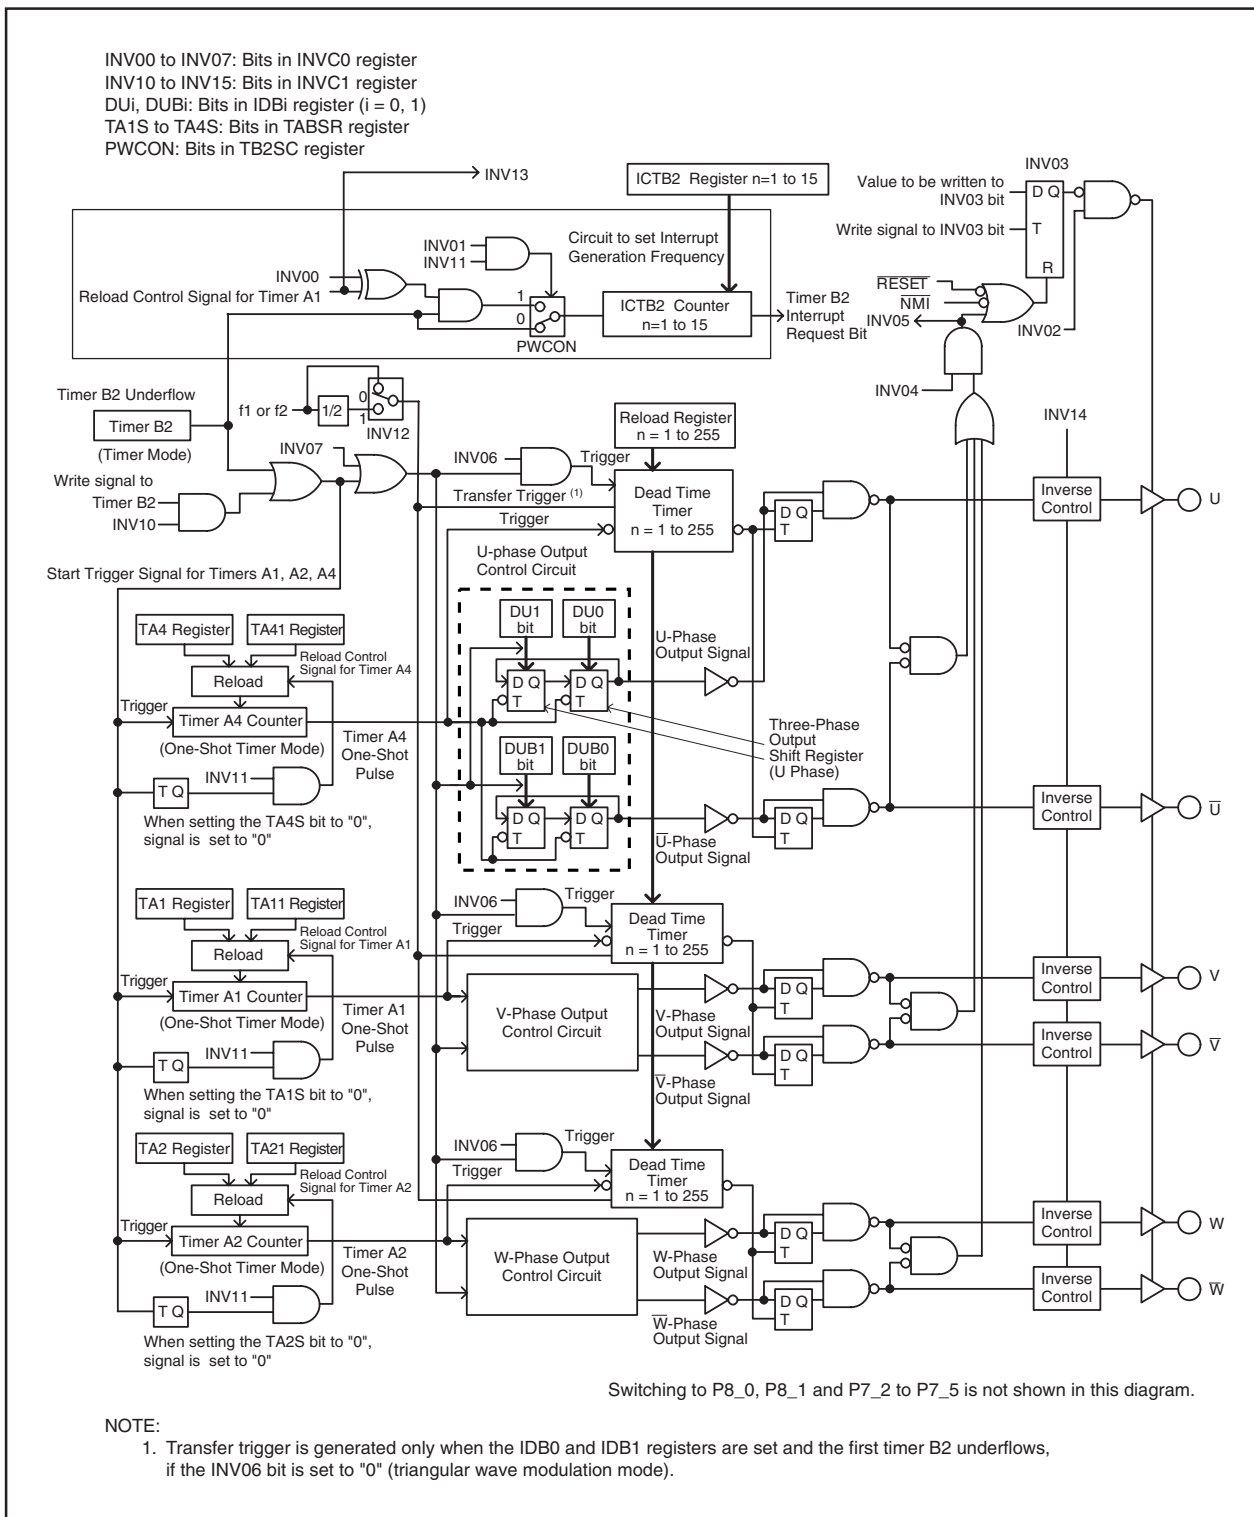 INV00 to INV07: Bits in INVC0 register
INV10 to INV15: Bits in INVC1 register
DUi, DUBi: Bits in IDBi register (i = 0, 1)
TA1S to TA4S: Bits in TABSR register
PWCON: Bits in TB2SC register
INV13
ICTB2 Register n=1 to 15
INV03
Value to be written to
INV03 bit
D Q
Write signal to INV03 bit
T
R
INV01
INV11
Circuit to set Interrupt
Generation Frequency
INV00
Reload Control Signal for Timer A1
1
0
PWCON
ICTB2 Counter
n=1 to 15
Timer B2
Interrupt
Request Bit
RESET
NMI
INV05
INV02
INV04
Timer B2 Underflow
Timer B2
(Timer Mode)
f1 or f2
1/2
0
1
INV12
INV07
Write signal to
Timer B2
INV10
INV06
Trigger
Transfer Trigger (1)
Trigger
Reload Register
n = 1 to 255
Dead Time
Timer
n = 1 to 255
INV14
D Q
T
Inverse
Control
U
Start Trigger Signal for Timers A1, A2, A4
U-phase Output
Control Circuit
TA4 Register
TA41 Register
Reload Control
Signal for Timer A4
Reload
Trigger
Timer A4 Counter
(One-Shot Timer Mode)
Timer A4
One-Shot
Pulse
INV11
T Q
When setting the TA4S bit to "0",
signal is set to "0"
DU1
bit
DU0
bit
D Q
T
D Q
T
U-Phase
Output Signal
Three-Phase
Output
Shift Register
(U Phase)
DUB1
bit
DUB0
bit
D Q
T
D Q
T
U̅-Phase
Output Signal
D Q
T
Inverse
Control
U̅
TA1 Register
TA11 Register
Reload Control
Signal for Timer A1
Reload
Trigger
Timer A1 Counter
(One-Shot Timer Mode)
Timer A1
One-Shot
Pulse
INV11
T Q
When setting the TA1S bit to "0",
signal is set to "0"
INV06
Trigger
Trigger
Dead Time
Timer
n = 1 to 255
V-Phase Output
Control Circuit
V-Phase
Output Signal
V̅-Phase
Output Signal
D Q
T
D Q
T
Inverse
Control
V
Inverse
Control
V̅
TA2 Register
TA21 Register
Reload Control
Signal for Timer A2
Reload
Trigger
Timer A2 Counter
(One-Shot Timer Mode)
Timer A2
One-Shot
Pulse
INV11
T Q
When setting the TA2S bit to "0",
signal is set to "0"
INV06
Trigger
Trigger
Dead Time
Timer
n = 1 to 255
W-Phase Output
Control Circuit
W-Phase
Output Signal
W̅-Phase
Output Signal
D Q
T
D Q
T
Inverse
Control
W
Inverse
Control
W̅
Switching to P8_0, P8_1 and P7_2 to P7_5 is not shown in this diagram.
NOTE:
1. Transfer trigger is generated only when the IDB0 and IDB1 registers are set and the first timer B2 underflows,
if the INV06 bit is set to "0" (triangular wave modulation mode).